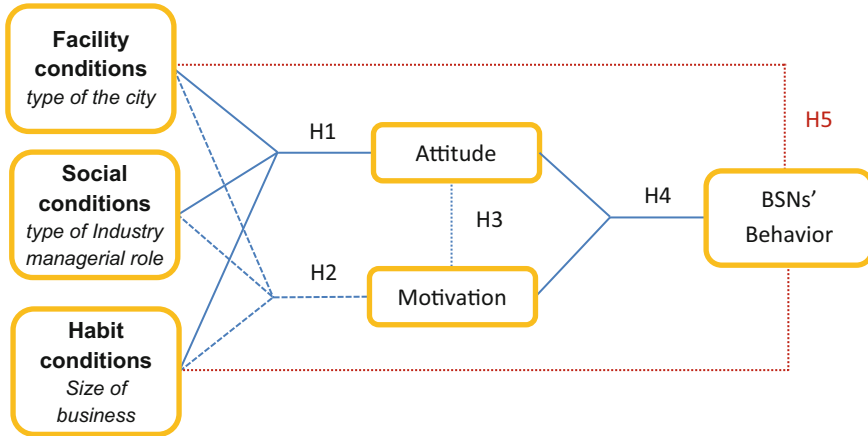 Facility
conditions
type of the city
Social
conditions
type of Industry
managerial role
Habit
conditions
Size of
business
H1
H2
Attitude
H3
Motivation
H4
H5
BSNs'
Behavior